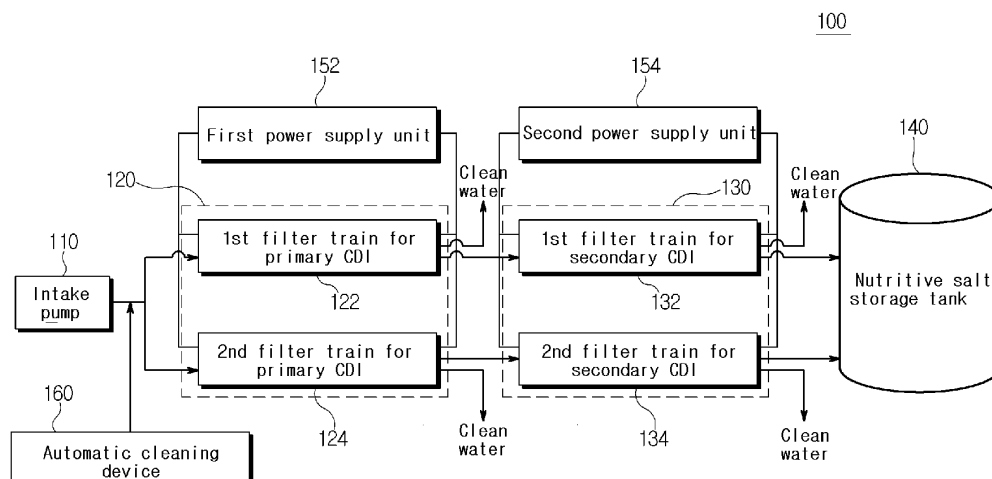 100
152
154
First power supply unit
Second power supply unit
140
120
Clean
water
130
Clean
water
110
1st filter train for
primary CDI
1st filter train for
secondary CDI
Intake
pump
122
132
Nutritive salt
storage tank
2nd filter train for
primary CDI
2nd filter train for
secondary CDI
160
124
Clean
water
134
Clean
water
Automatic cleaning
device